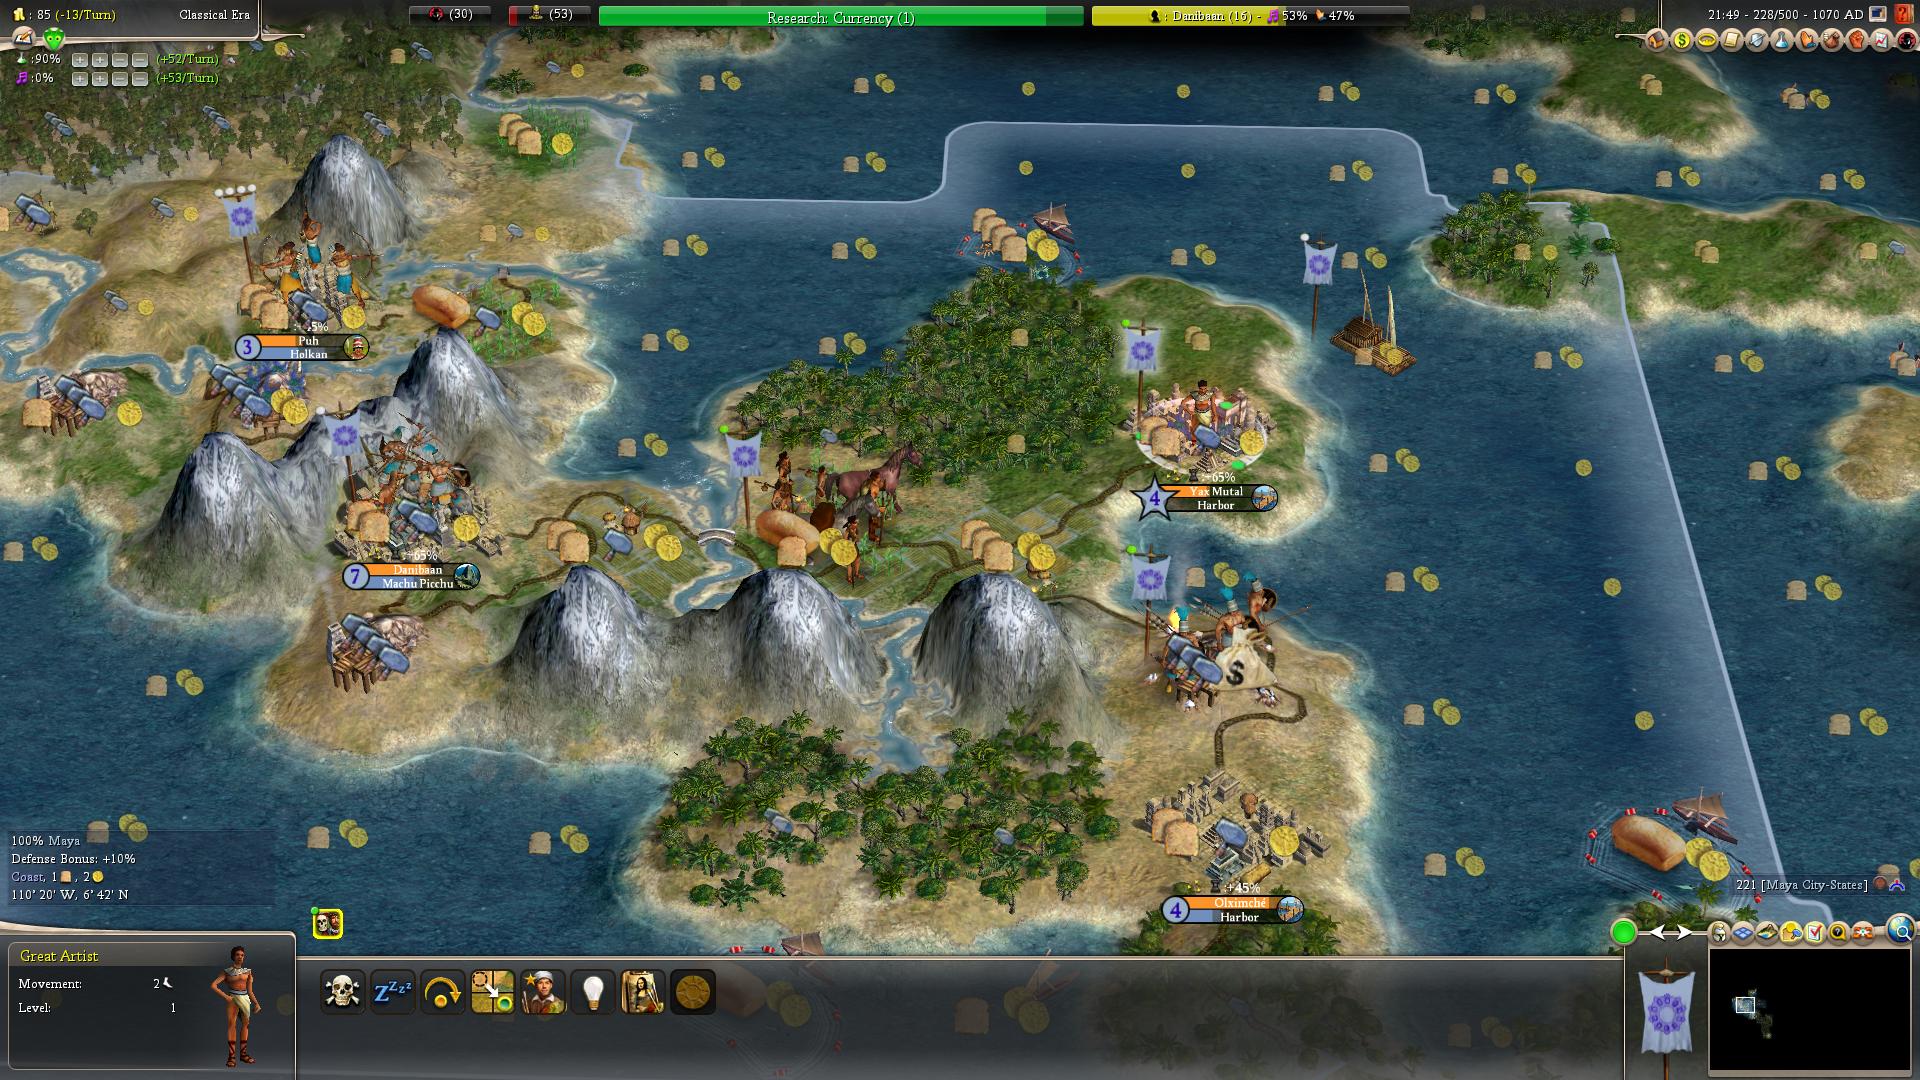 : 85 (-13/Turn)
Classical Era
(30)
(53)
Research: Currency (1)
: Danibaan (16) - 53% 47%
21:49 - 228/500 - 1070 AD
:90% (+52/Turn)
:0% (+53/Turn)
3
Puh
Holkan
+65%
7
Danibaan
Machu Picchu
+65%
4
Yax Mutal
Harbor
$
:+45%
4
Olximché
Harbor
100% Maya
Defense Bonus: +10%
Coast, 1 , 2
110° 20' W, 6° 42' N
221 [Maya City-States]
Great Artist
Movement: 2
Level: 1
Zzzz